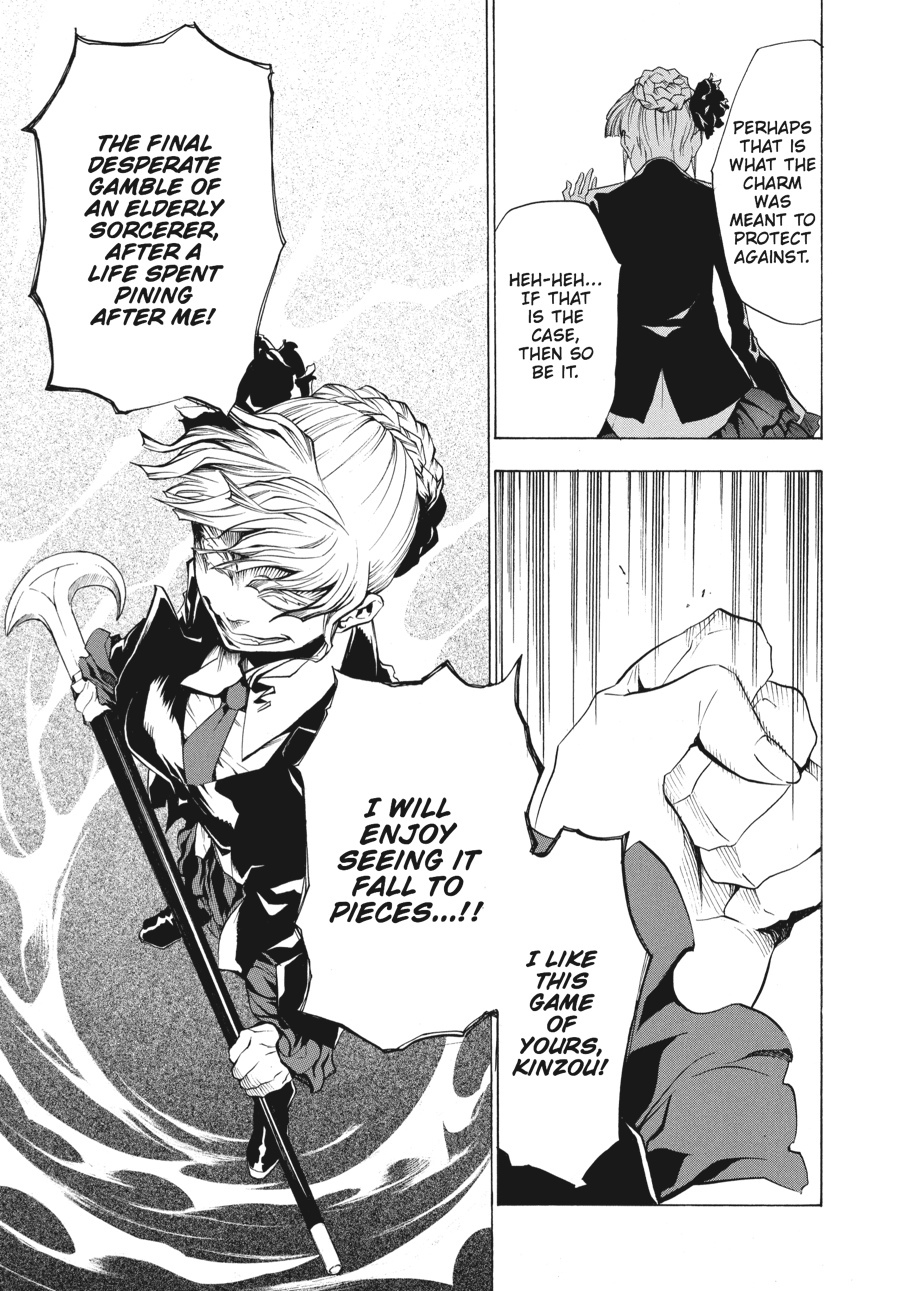 PERHAPS
THAT IS
WHAT THE
CHARM
WAS
MEANT TO
PROTECT
AGAINST.
HEH-HEH...
IF THAT
IS THE
CASE,
THEN SO
BE IT.
I LIKE
THIS
GAME
OF
YOURS,
KINZOU!
THE FINAL
DESPERATE
GAMBLE OF
AN ELDERLY
SORCERER,
AFTER A
LIFE SPENT
PINING
AFTER ME!
I WILL
ENJOY
SEEING IT
FALL TO
PIECES...!!